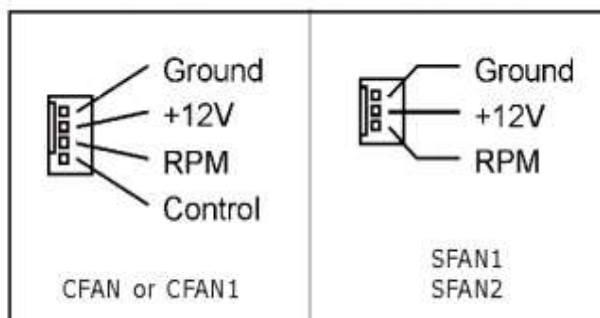 Ground
+12V
RPM
Control
CFAN or CFAN1
Ground
+12V
RPM
SFAN1
SFAN2